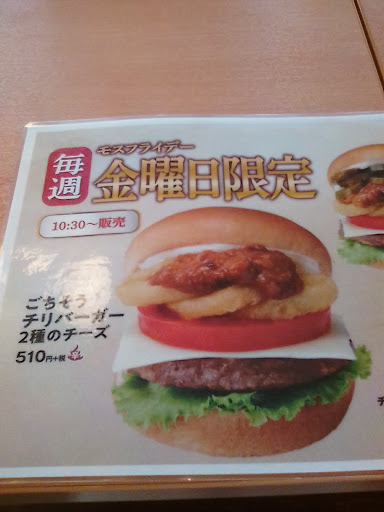 毎週
モスフライデー
金曜日限定
10:30～販売
ごちそう
チリバーガー
2種のチーズ
510円+税